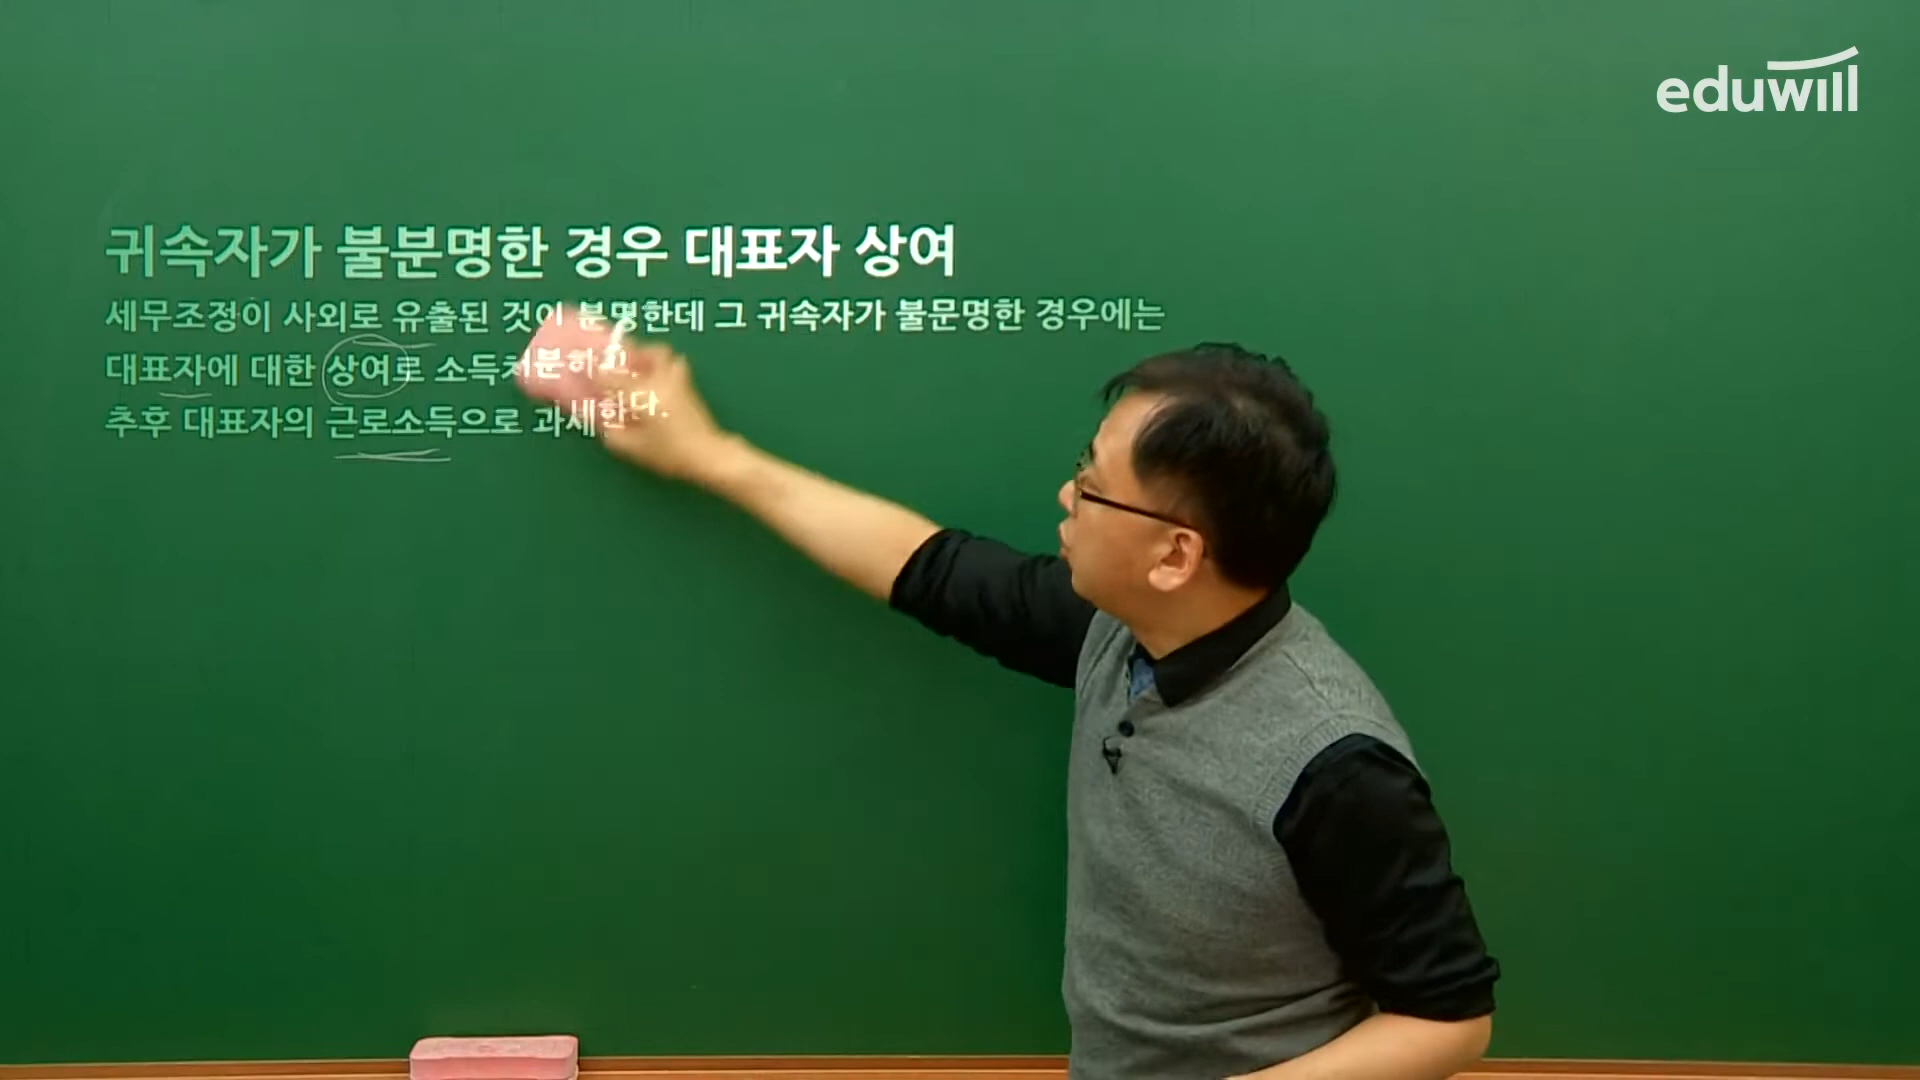 eduwill
귀속자가 불분명한 경우 대표자 상여
세무조정이 사외로 유출된 것이 분명한데 그 귀속자가 불문명한 경우에는
대표자에 대한 상여로 소득처분하고,
추후 대표자의 근로소득으로 과세한다.